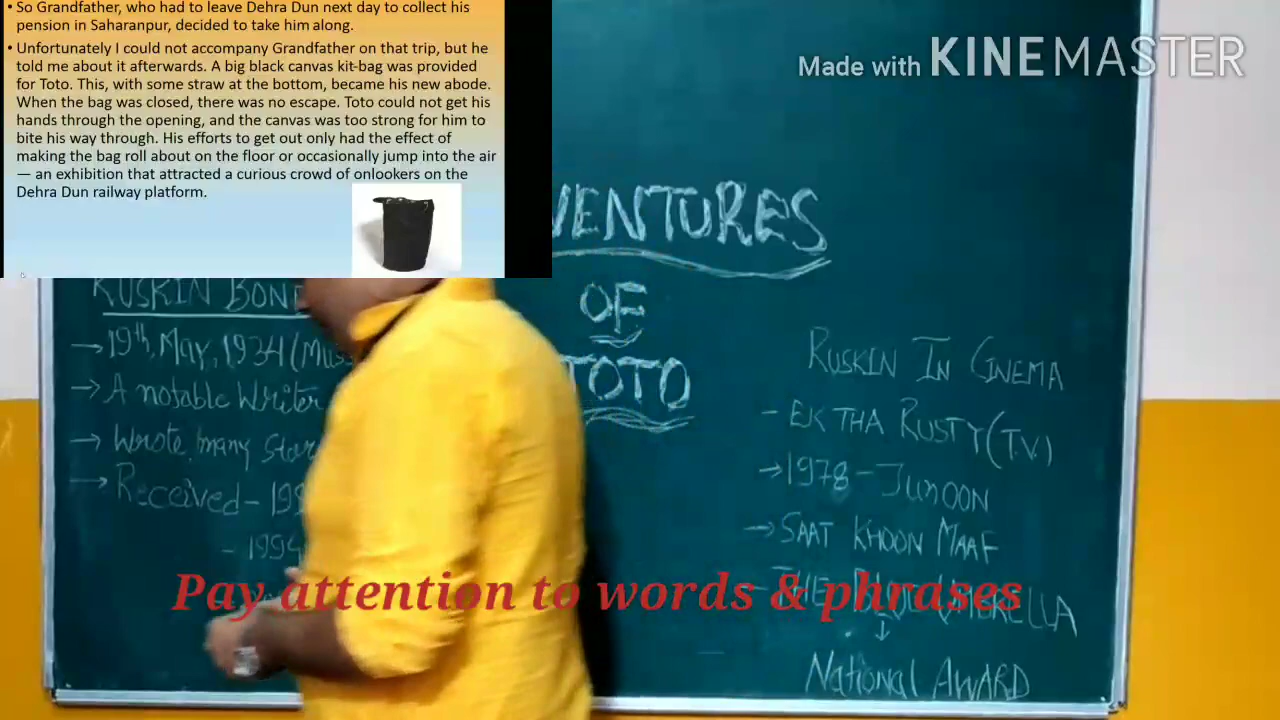 • So Grandfather, who had to leave Dehra Dun next day to collect his
pension in Saharanpur, decided to take him along.
• Unfortunately I could not accompany Grandfather on that trip, but he
told me about it afterwards. A big black canvas kit-bag was provided
for Toto. This, with some straw at the bottom, became his new abode.
When the bag was closed, there was no escape. Toto could not get his
hands through the opening, and the canvas was too strong for him to
bite his way through. His efforts to get out only had the effect of
making the bag roll about on the floor or occasionally jump into the air
— an exhibition that attracted a curious crowd of onlookers on the
Dehra Dun railway platform.
Made with KINEMASTER
VENTURES
OF
TOTO
RUSKIN BON
→ 19th, May, 1934 (Mus
→ A notable Writer
→ Wrote many
→ Received - 19
- 199
RUSKIN IN CINEMA
- EK THA RUSTY (T.V.)
→ 1978 - JUNOON
→ SAAT KHOON MAAF
- THE BLUE UMBRELLA
↓
National AWARD
Pay attention to words & phrases